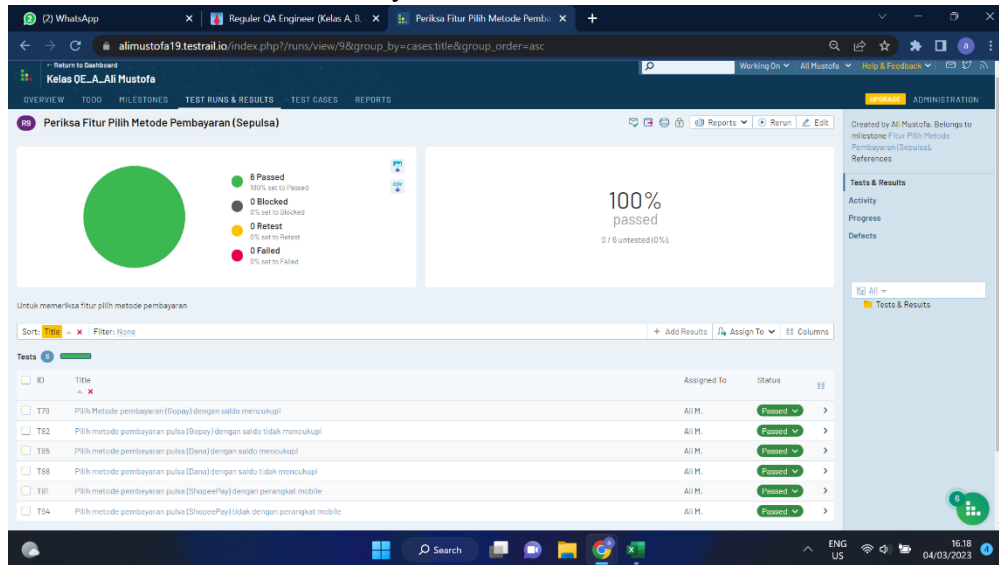 (2) WhatsApp
Reguler QA Engineer (Kelas A, B,
Periksa Fitur Pilih Metode Pemba
alimustofa19.testrail.io/index.php?/runs/view/9&group_by=cases:title&group_order=asc
a
← Return to Dashboard
Kelas QE_A_Ali Mustofa
Working On
Ali Mustofa
Help & Feedback
OVERVIEW TODO MILESTONES TEST RUNS & RESULTS TEST CASES REPORTS
UPGRADE ADMINISTRATION
R9 Periksa Fitur Pilih Metode Pembayaran (Sepulsa)
Reports Rerun Edit
Created by Ali Mustofa. Belongs to
milestone Fitur Pilih Metode
Pembayaran (Sepulsa).
References
6 Passed
100% set to Passed
0 Blocked
0% set to Blocked
0 Retest
0% set to Retest
0 Failed
0% set to Failed
CSV
100%
passed
0 / 6 untested (0%).
Tests & Results
Activity
Progress
Defects
All
Tests & Results
Untuk memeriksa fitur pilih metode pembayaran
Sort: Title Filter: None
+ Add Results Assign To Columns
Tests 6
ID Title Assigned To Status
T79 Pilih Metode pembayaran (Gopay) dengan saldo mencukupi Ali M. Passed
T82 Pilih metode pembayaran pulsa (Gopay) dengan saldo tidak mencukupi Ali M. Passed
T85 Pilih metode pembayaran pulsa (Dana) dengan saldo mencukupi Ali M. Passed
T88 Pilih metode pembayaran pulsa (Dana) dengan saldo tidak mencukupi Ali M. Passed
T91 Pilih metode pembayaran pulsa (ShopeePay) dengan perangkat mobile Ali M. Passed
T94 Pilih metode pembayaran pulsa (ShopeePay) tidak dengan perangkat mobile Ali M. Passed
6
Search
ENG
US
16.18
04/03/2023
4